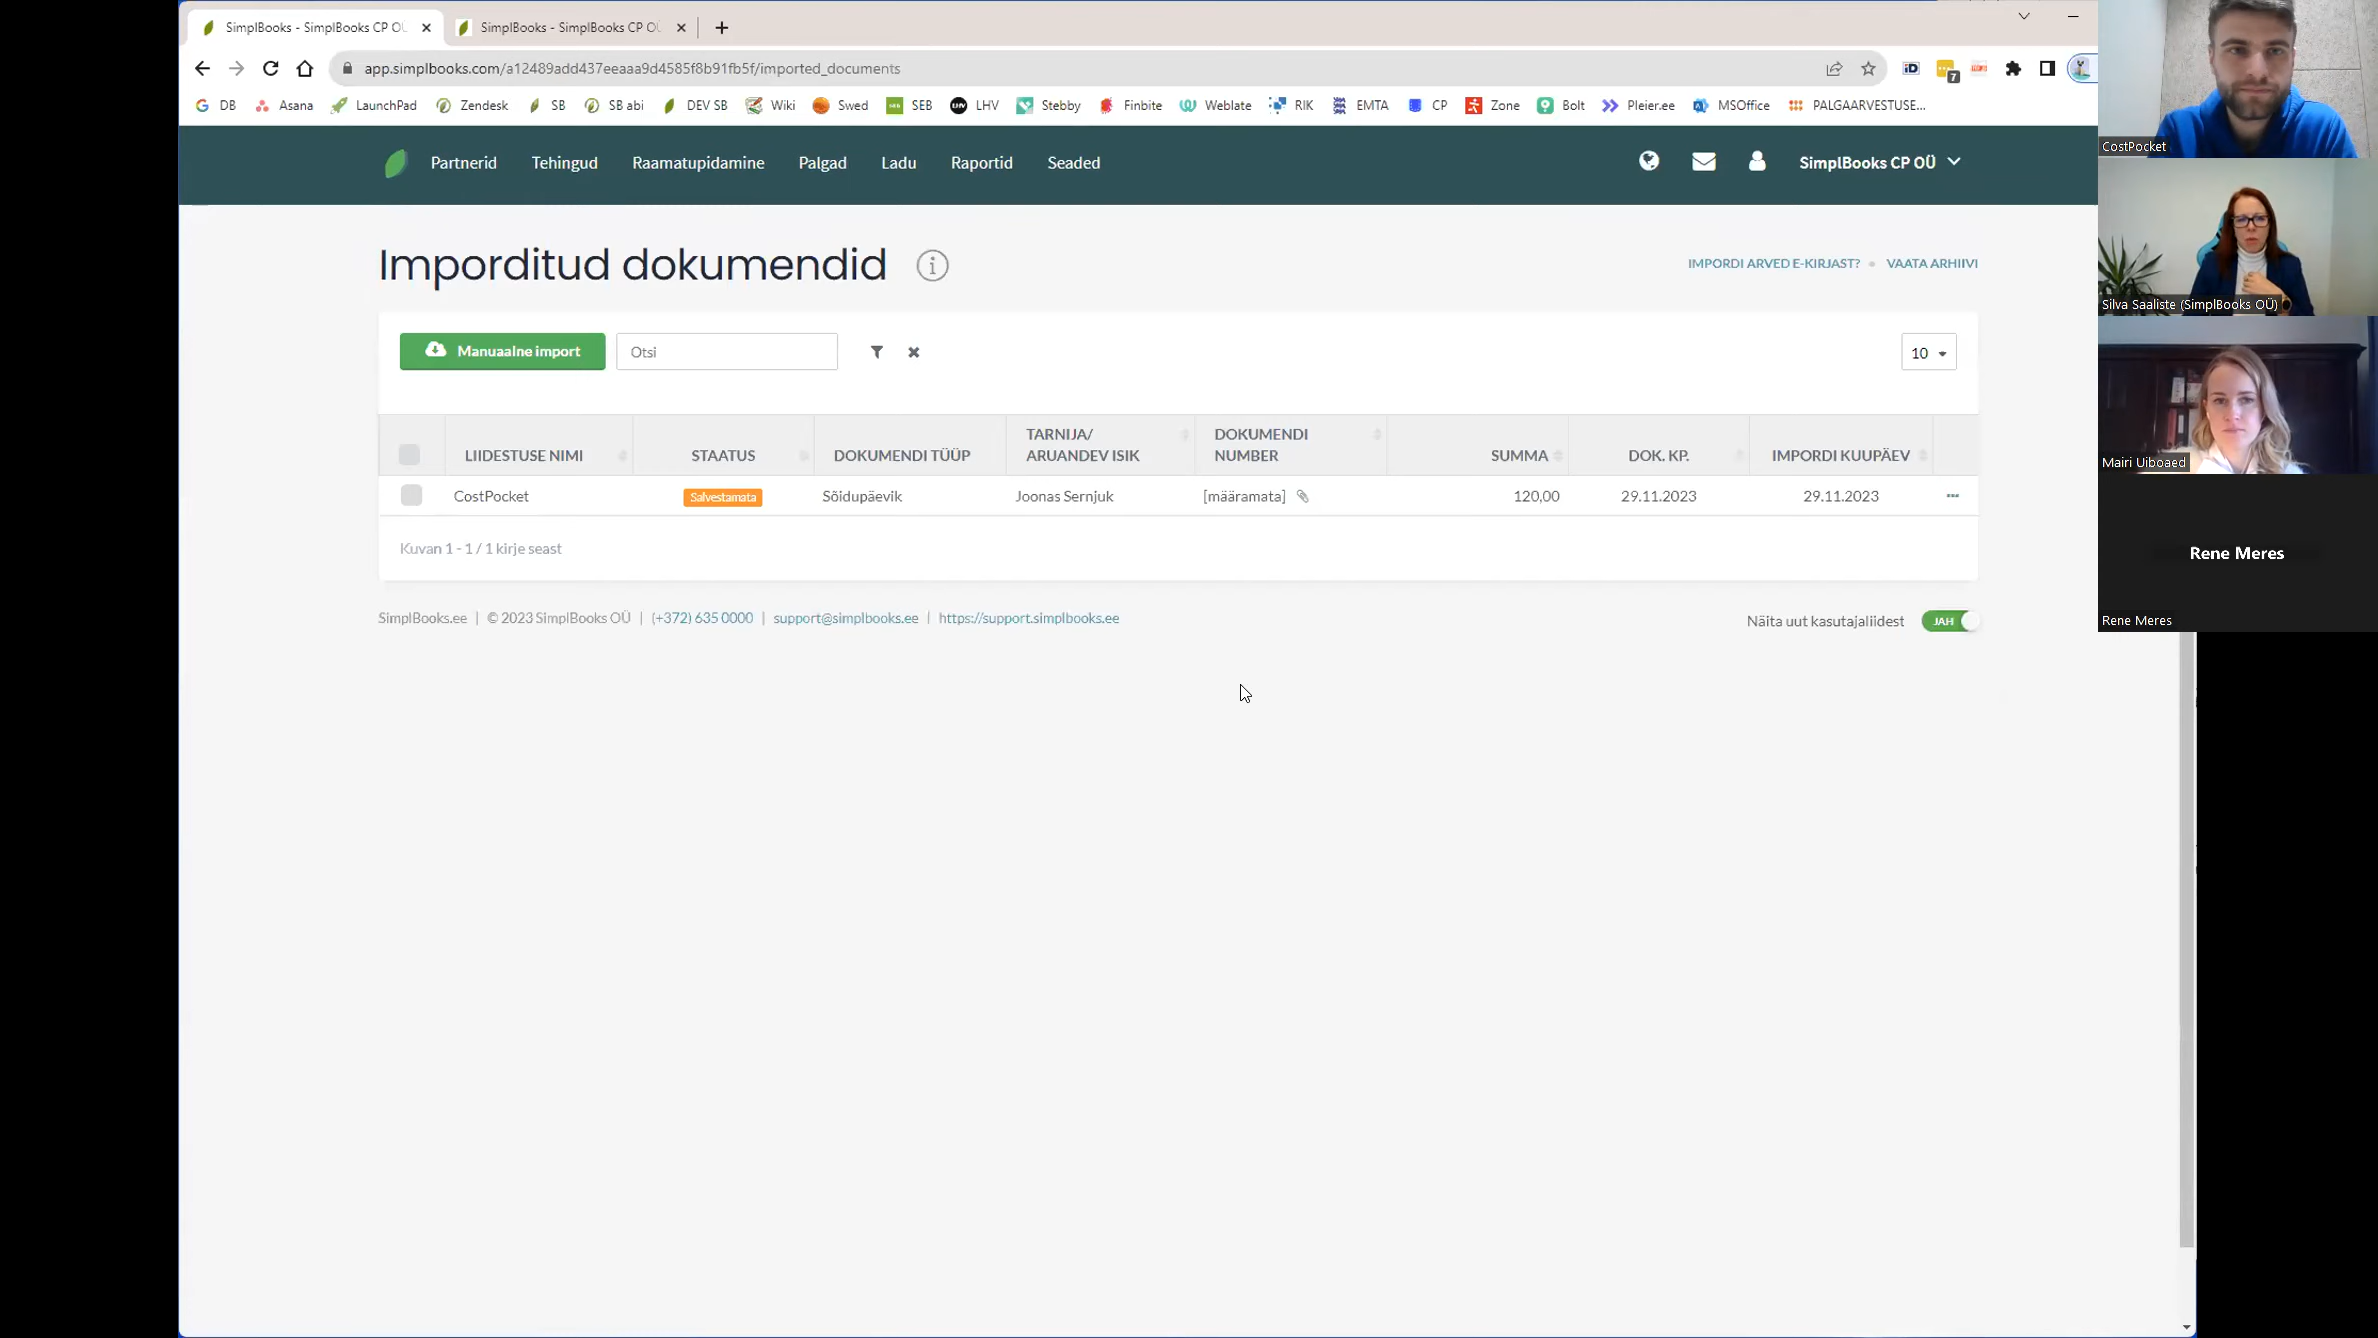 SimplBooks - SimplBooks CP OÜ
SimplBooks - SimplBooks CP OÜ
app.simplbooks.com/a12489add437eeaaa9d4585f8b91fb5f/imported_documents
DB Asana LaunchPad Zendesk SB SB abi DEV SB Wiki Swed SEB LHV Stebby Finbite Weblate RIK EMTA CP Zone Bolt Pleier.ee MSOffice PALGAARVESTUSE...
Partnerid Tehingud Raamatupidamine Palgad Ladu Raportid Seaded SimplBooks CP OÜ
Imporditud dokumendid
IMPORDI ARVED E-KIRJAST? VAATA ARHIIVI
Manuaalne import Otsi 10
LIIDESTUSE NIMI STAATUS DOKUMENDI TÜÜP TARNIJA/ ARUANDEV ISIK DOKUMENDI NUMBER SUMMA DOK. KP. IMPORDI KUUPÄEV
CostPocket Salvestamata Sõidupäevik Joonas Sernjuk [määramata] 120,00 29.11.2023 29.11.2023
Kuvan 1 - 1 / 1 kirje seast
SimplBooks.ee | © 2023 SimplBooks OÜ | (+372) 635 0000 | support@simplbooks.ee | https://support.simplbooks.ee
Näita uut kasutajaliidest JAH
CostPocket
Silva Saaliste (SimplBooks OÜ)
Mairi Uiboaed
Rene Meres
Rene Meres